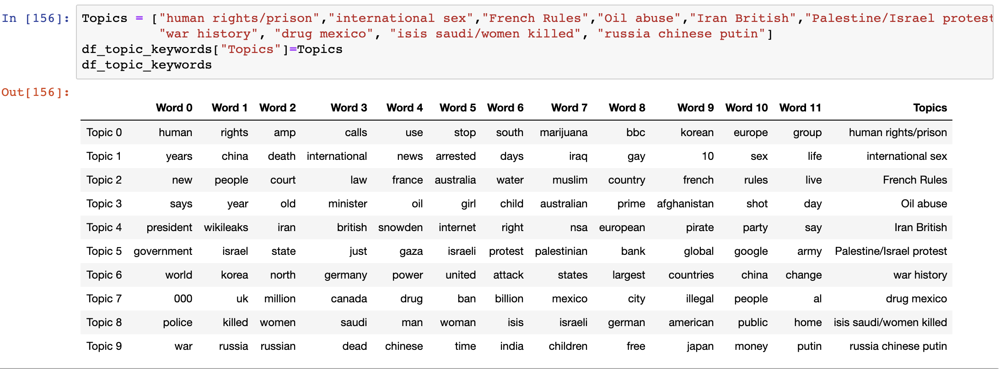 In [156]: Topics = ["human rights/prison","international sex","French Rules","Oil abuse","Iran British","Palestine/Israel protest
"war history", "drug mexico", "isis saudi/women killed", "russia chinese putin"]
df_topic_keywords["Topics"]=Topics
df_topic_keywords
Out[156]:
Word 0 Word 1 Word 2 Word 3 Word 4 Word 5 Word 6 Word 7 Word 8 Word 9 Word 10 Word 11 Topics
Topic 0 human rights amp calls use stop south marijuana bbc korean europe group human rights/prison
Topic 1 years china death international news arrested days iraq gay 10 sex life international sex
Topic 2 new people court law france australia water muslim country french rules live French Rules
Topic 3 says year old minister oil girl child australian prime afghanistan shot day Oil abuse
Topic 4 president wikileaks iran british snowden internet right nsa european pirate party say Iran British
Topic 5 government israel state just gaza israeli protest palestinian bank global google army Palestine/Israel protest
Topic 6 world korea north germany power united attack states largest countries china change war history
Topic 7 000 uk million canada drug ban billion mexico city illegal people al drug mexico
Topic 8 police killed women saudi man woman isis israeli german american public home isis saudi/women killed
Topic 9 war russia russian dead chinese time india children free japan money putin russia chinese putin